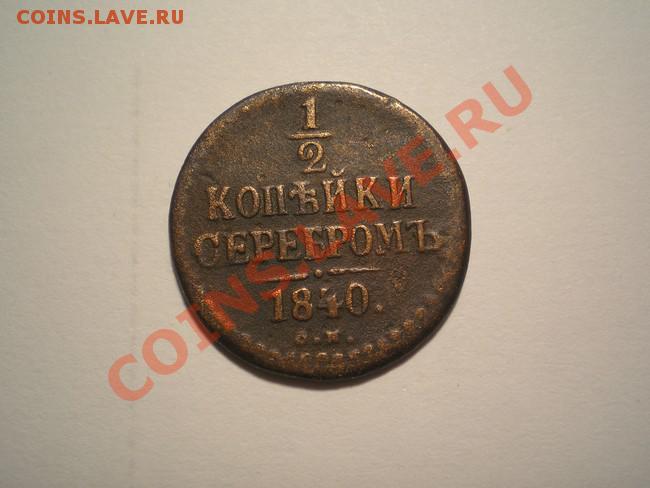 COINS.LAVE.RU
1
2
КОПѢЙКИ
СЕРЕБРОМЪ
1840.
COINS.LAVE.RU